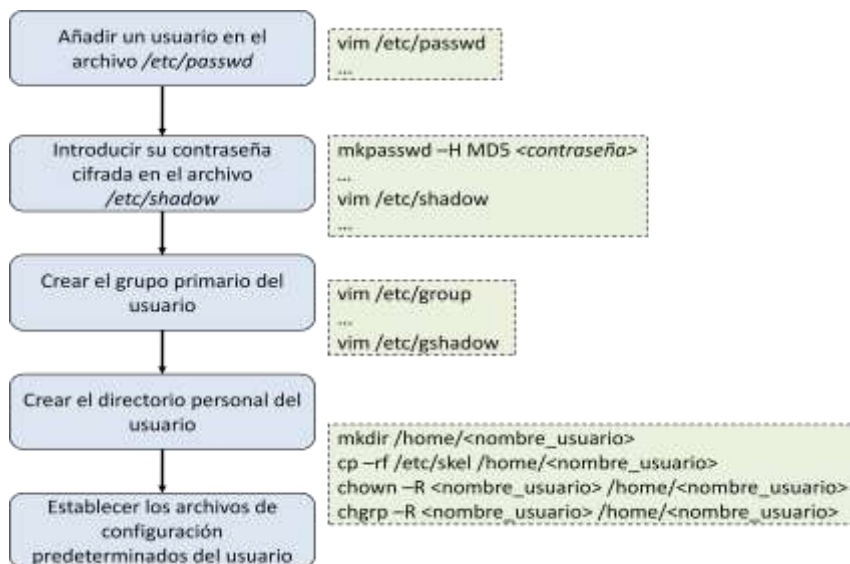 Añadir un usuario en el
archivo /etc/passwd
vim /etc/passwd
...
Introducir su contraseña
cifrada en el archivo
/etc/shadow
mkpasswd –H MD5 <contraseña>
...
vim /etc/shadow
...
Crear el grupo primario del
usuario
vim /etc/group
...
vim /etc/gshadow
Crear el directorio personal del
usuario
mkdir /home/<nombre_usuario>
cp –rf /etc/skel /home/<nombre_usuario>
chown –R <nombre_usuario> /home/<nombre_usuario>
chgrp –R <nombre_usuario> /home/<nombre_usuario>
Establecer los archivos de
configuración
predeterminados del usuario